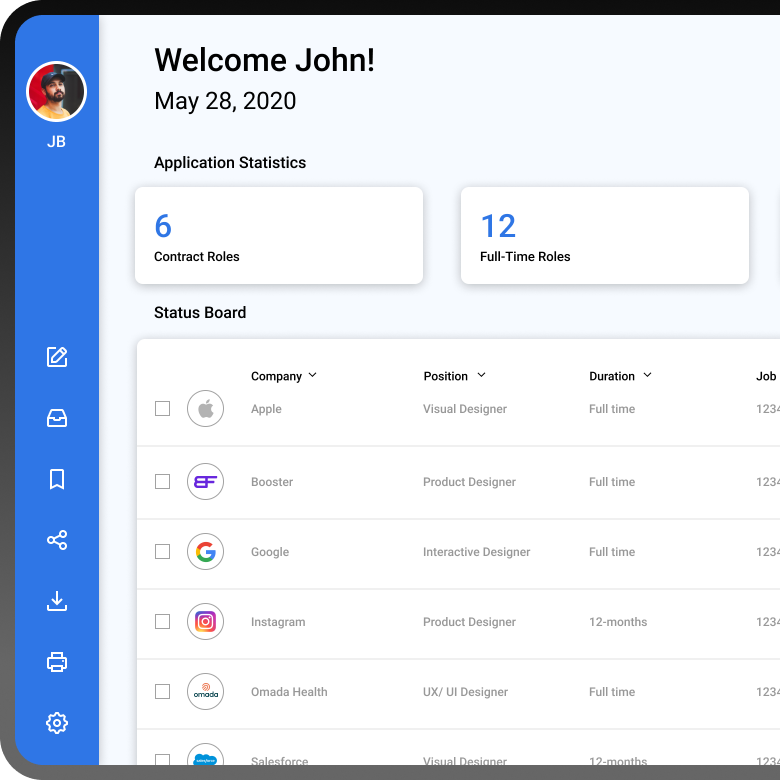 Welcome John!
May 28, 2020
JB
Application Statistics
6
Contract Roles
12
Full-Time Roles
Status Board
Company Position Duration Job
Apple Visual Designer Full time 1234
Booster Product Designer Full time 1234
Google Interactive Designer Full time 1234
Instagram Product Designer 12-months 1234
omada
Omada Health UX/ UI Designer Full time 1234
salesforce
Salesforce Visual Designer 12-months 1234